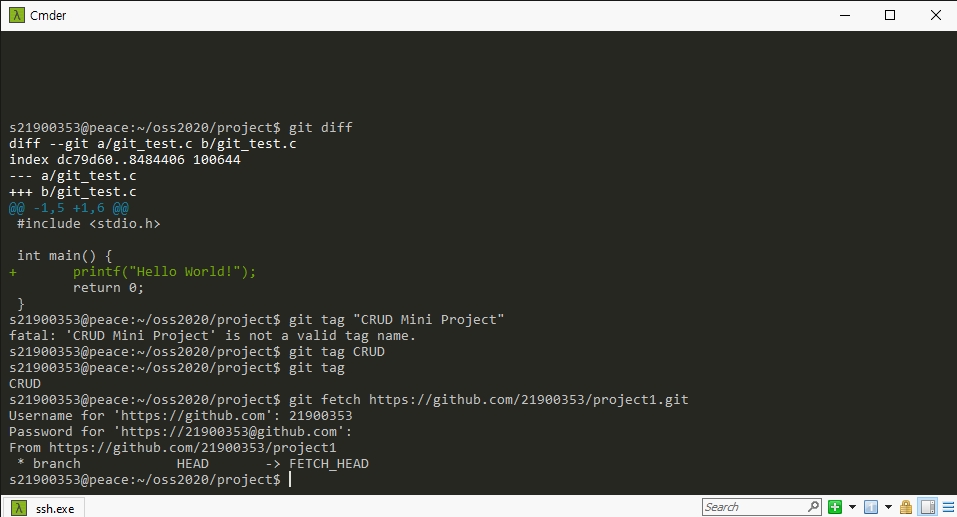 λ Cmder
s21900353@peace:~/oss2020/project$ git diff
diff --git a/git_test.c b/git_test.c
index dc79d60..8484406 100644
--- a/git_test.c
+++ b/git_test.c
@@ -1,5 +1,6 @@
 #include <stdio.h>

 int main() {
+       printf("Hello World!");
        return 0;
 }
s21900353@peace:~/oss2020/project$ git tag "CRUD Mini Project"
fatal: 'CRUD Mini Project' is not a valid tag name.
s21900353@peace:~/oss2020/project$ git tag CRUD
s21900353@peace:~/oss2020/project$ git tag
CRUD
s21900353@peace:~/oss2020/project$ git fetch https://github.com/21900353/project1.git
Username for 'https://github.com': 21900353
Password for 'https://21900353@github.com':
From https://github.com/21900353/project1
 * branch            HEAD       -> FETCH_HEAD
s21900353@peace:~/oss2020/project$
λ ssh.exe
Search